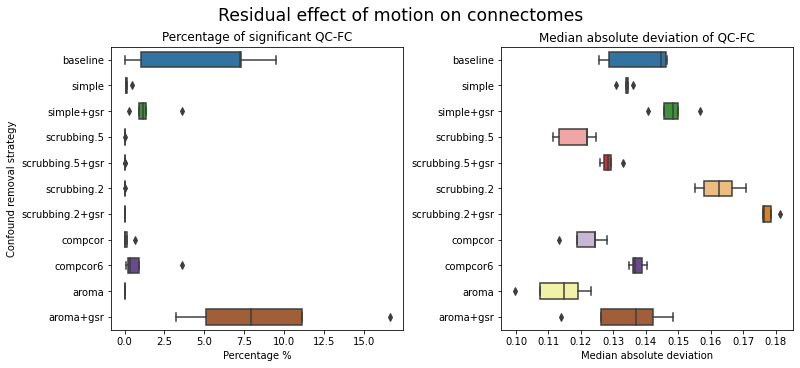 Residual effect of motion on connectomes
Percentage of significant QC-FC
Confound removal strategy
baseline
simple
simple+gsr
scrubbing.5
scrubbing.5+gsr
scrubbing.2
scrubbing.2+gsr
compcor
compcor6
aroma
aroma+gsr
0.0 2.5 5.0 7.5 10.0 12.5 15.0
Percentage %
Median absolute deviation of QC-FC
baseline
simple
simple+gsr
scrubbing.5
scrubbing.5+gsr
scrubbing.2
scrubbing.2+gsr
compcor
compcor6
aroma
aroma+gsr
0.10 0.11 0.12 0.13 0.14 0.15 0.16 0.17 0.18
Median absolute deviation